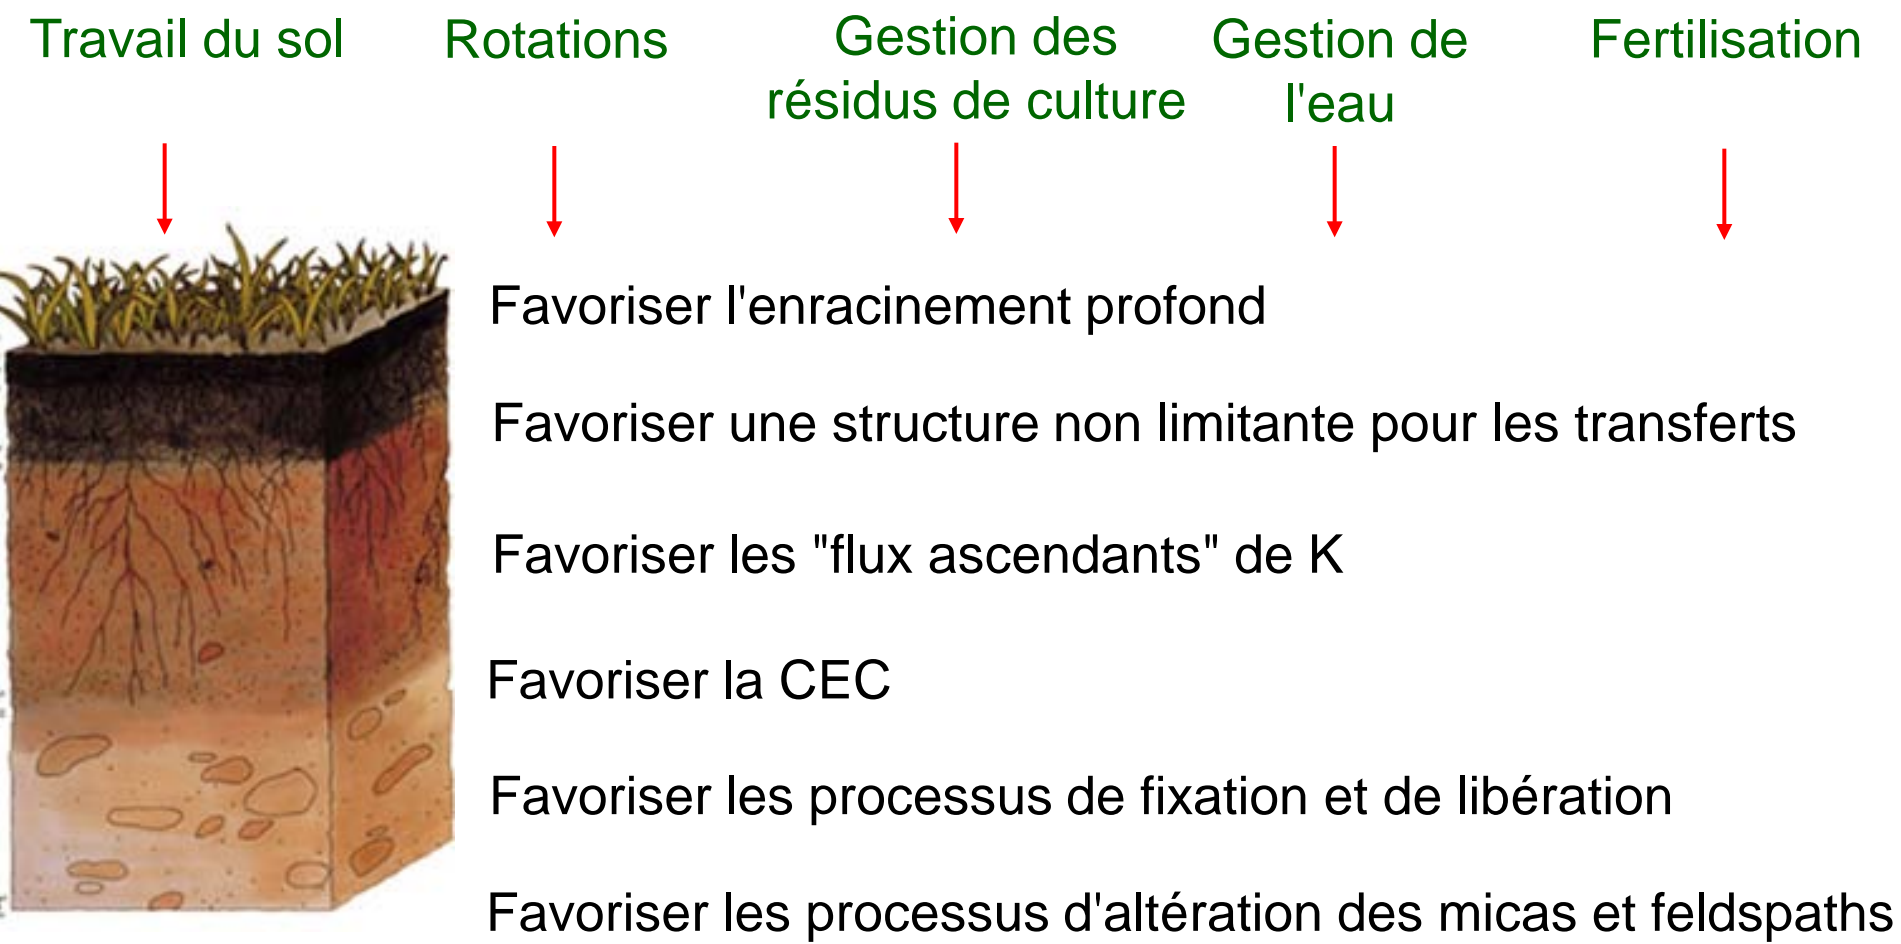 Travail du sol
Rotations
Gestion des
résidus de culture
Gestion de
l'eau
Fertilisation
Favoriser l'enracinement profond
Favoriser une structure non limitante pour les transferts
Favoriser les "flux ascendants" de K
Favoriser la CEC
Favoriser les processus de fixation et de libération
Favoriser les processus d'altération des micas et feldspaths